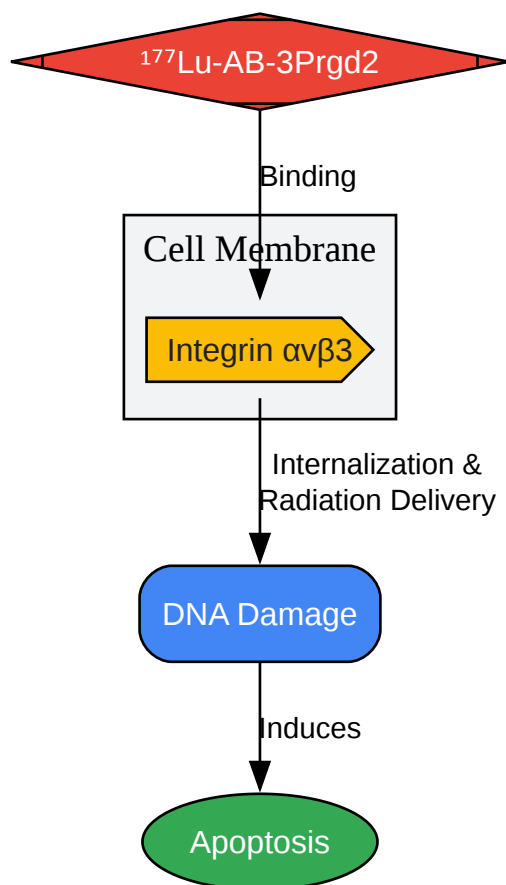 ¹⁷⁷Lu-AB-3Prgd2
Binding
Cell Membrane
Integrin αvβ3
Internalization &
Radiation Delivery
DNA Damage
Induces
Apoptosis